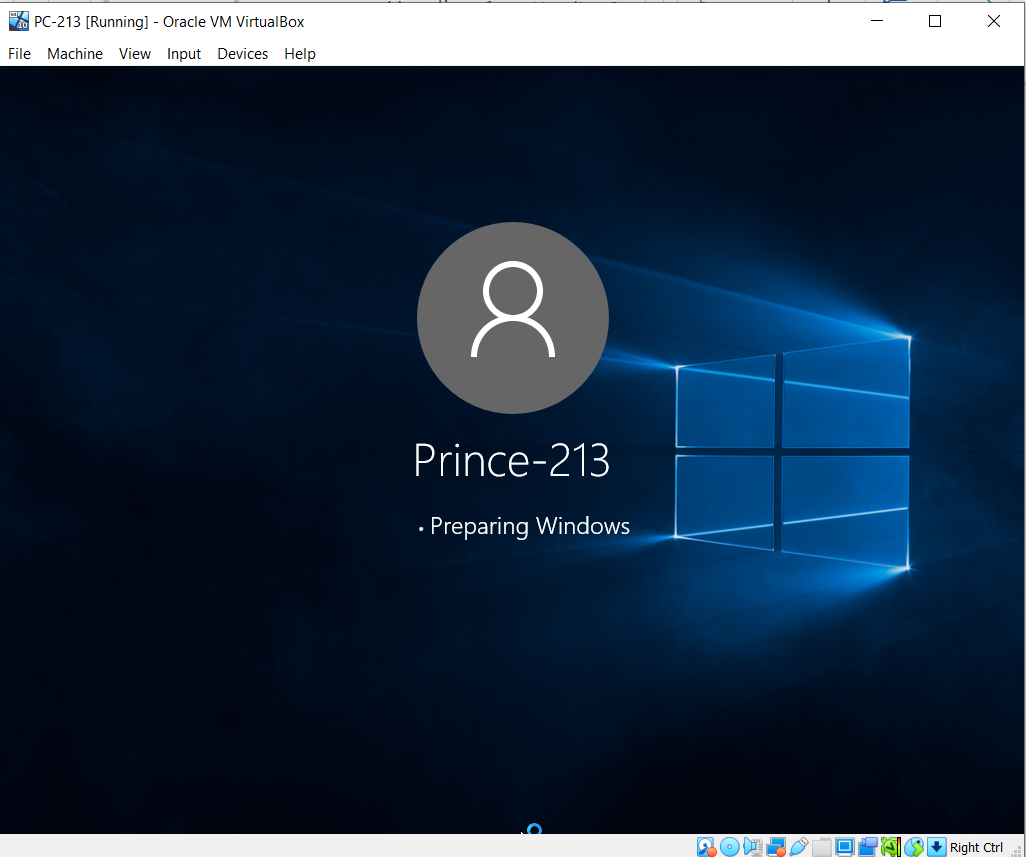 PC-213 [Running] - Oracle VM VirtualBox
File Machine View Input Devices Help
Prince-213
Preparing Windows
Right Ctrl